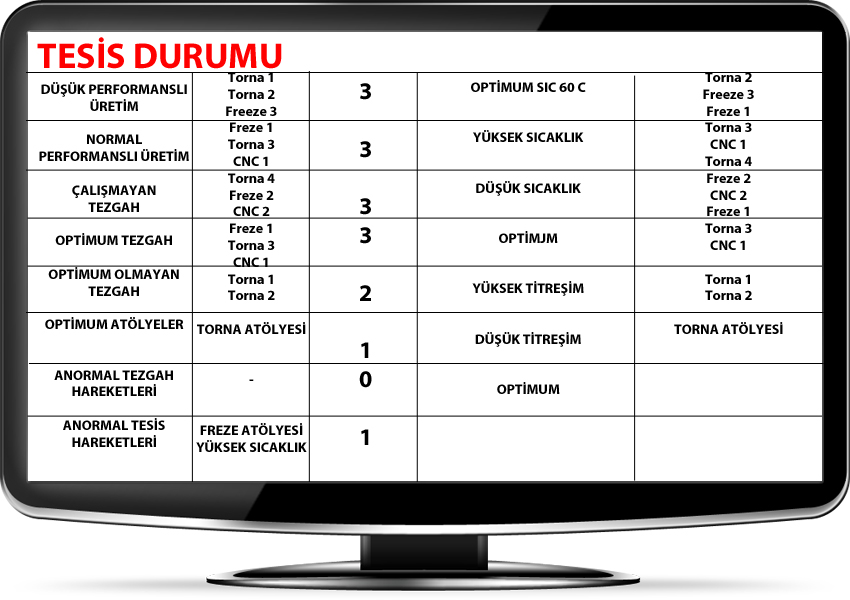 TESİS DURUMU
DÜŞÜK PERFORMANSLI
ÜRETİM
Torna 1
Torna 2
Freeze 3
3
OPTİMUM SIC 60 C
Torna 2
Freeze 3
Freze 1
NORMAL
PERFORMANSLI ÜRETİM
Freze 1
Torna 3
CNC 1
3
YÜKSEK SICAKLIK
Torna 3
CNC 1
Torna 4
ÇALIŞMAYAN
TEZGAH
Torna 4
Freze 2
CNC 2
3
DÜŞÜK SICAKLIK
Freze 2
CNC 2
Freze 1
OPTİMUM TEZGAH
Freze 1
Torna 3
CNC 1
3
OPTİMJM
Torna 3
CNC 1
OPTİMUM OLMAYAN
TEZGAH
Torna 1
Torna 2
2
YÜKSEK TİTREŞİM
Torna 1
Torna 2
OPTİMUM ATÖLYELER
TORNA ATÖLYESİ
1
DÜŞÜK TİTREŞİM
TORNA ATÖLYESİ
ANORMAL TEZGAH
HAREKETLERİ
-
0
OPTİMUM
ANORMAL TESİS
HAREKETLERİ
FREZE ATÖLYESİ
YÜKSEK SICAKLIK
1